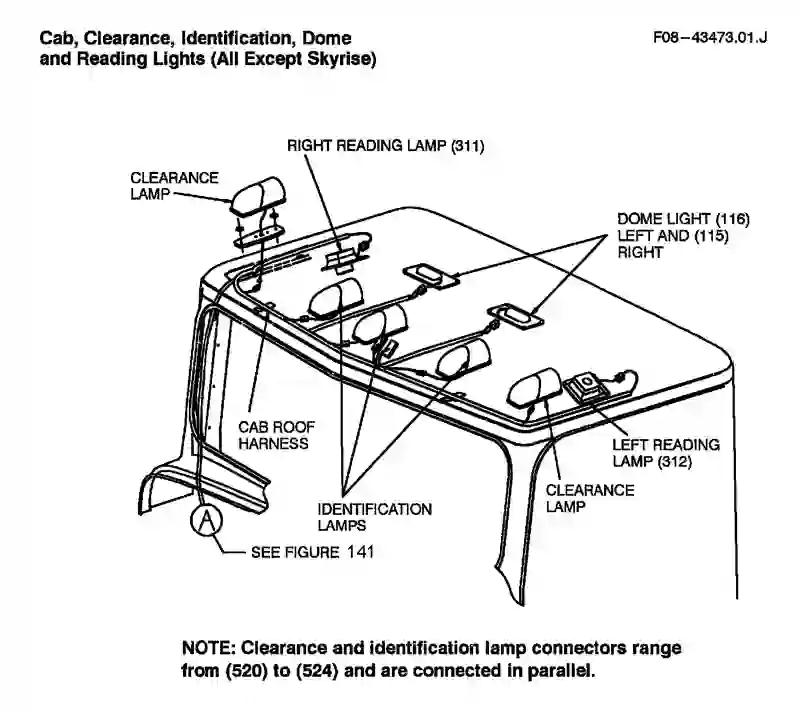 Cab, Clearance, Identification, Dome
and Reading Lights (All Except Skyrise)
F08-43473.01.J
RIGHT READING LAMP (311)
CLEARANCE
LAMP
DOME LIGHT (116)
LEFT AND (115)
RIGHT
CAB ROOF
HARNESS
LEFT READING
LAMP (312)
CLEARANCE
LAMP
IDENTIFICATION
LAMPS
A
SEE FIGURE 141
NOTE: Clearance and identification lamp connectors range
from (520) to (524) and are connected in parallel.